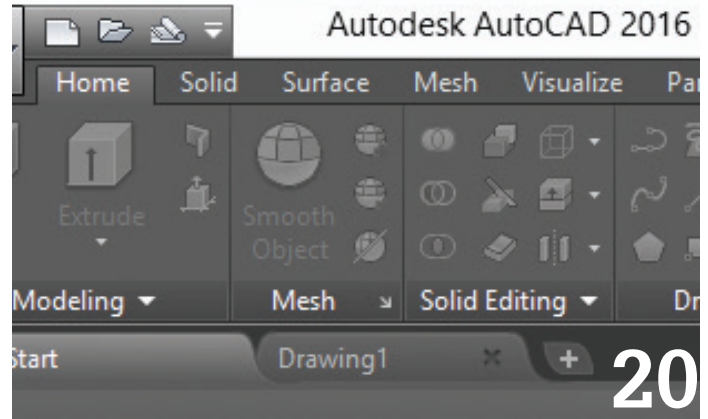 Autodesk AutoCAD 2016
Home Solid Surface Mesh Visualize
Extrude
Smooth
Object
Modeling Mesh Solid Editing
Start Drawing1
20